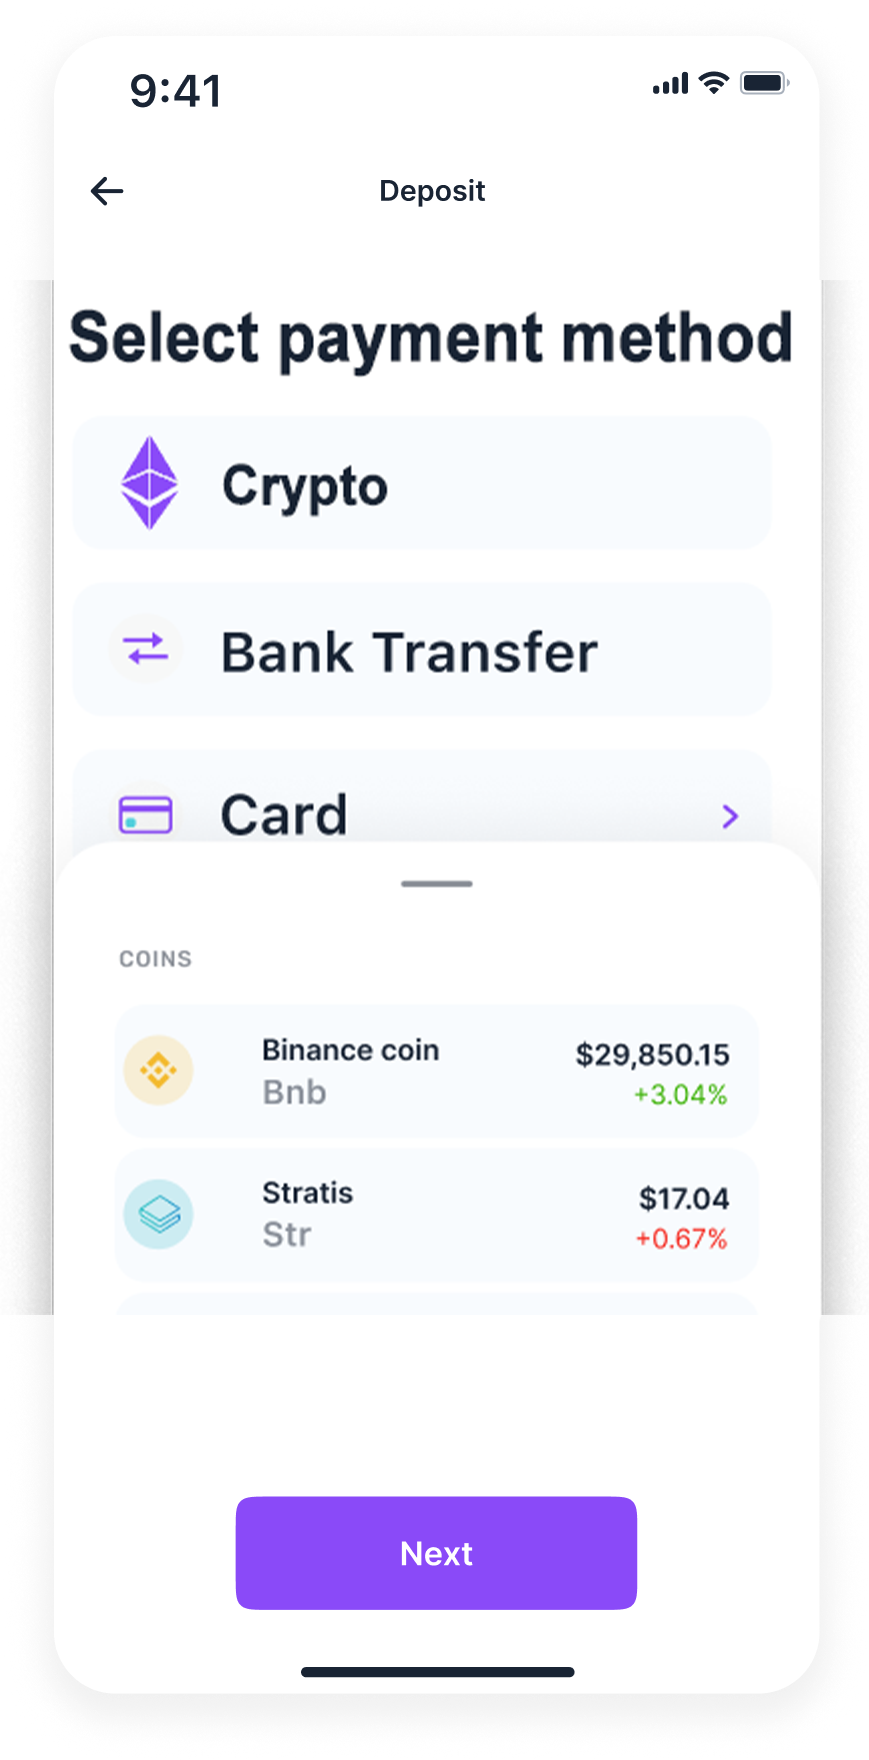 9:41
Deposit
Select payment method
Crypto
Bank Transfer
Card
COINS
Binance coin
$29,850.15
Bnb
+3.04%
Stratis
$17.04
Str
+0.67%
Next